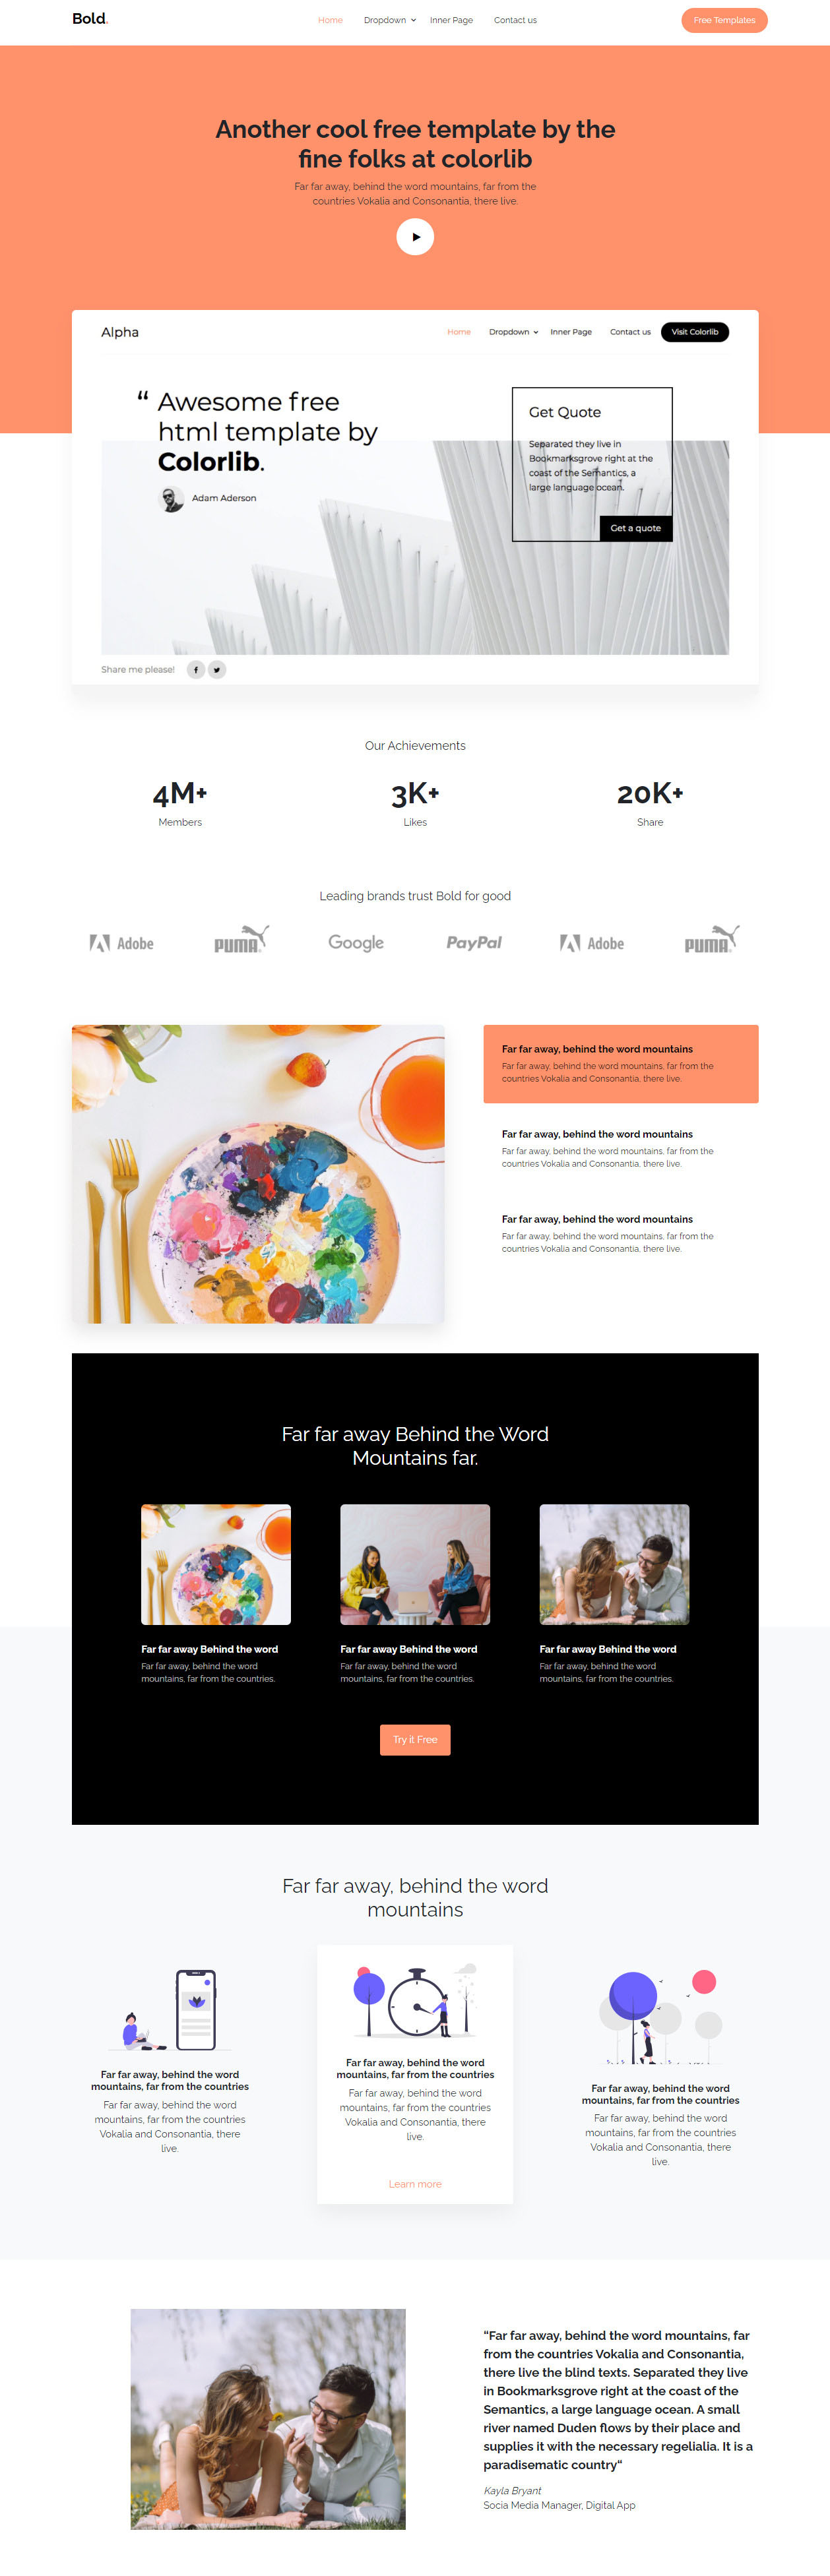 Bold.
Home
Dropdown
Inner Page
Contact us
Free Templates
Another cool free template by the
fine folks at colorlib
Far far away, behind the word mountains, far from the
countries Vokalia and Consonantia, there live.
Alpha
Home
Dropdown
Inner Page
Contact us
Visit Colorlib
“ Awesome free
html template by
Colorlib.
Adam Aderson
Get Quote
Separated they live in
Bookmarksgrove right at the
coast of the Semantics, a
large language ocean.
Get a quote
Share me please!
Our Achievements
4M+
Members
3K+
Likes
20K+
Share
Leading brands trust Bold for good
Adobe
PUMA
Google
PayPal
Adobe
PUMA
Far far away, behind the word mountains
Far far away, behind the word mountains, far from the
countries Vokalia and Consonantia, there live.
Far far away, behind the word mountains
Far far away, behind the word mountains, far from the
countries Vokalia and Consonantia, there live.
Far far away, behind the word mountains
Far far away, behind the word mountains, far from the
countries Vokalia and Consonantia, there live.
Far far away Behind the Word
Mountains far.
Far far away Behind the word
Far far away, behind the word
mountains, far from the countries.
Far far away Behind the word
Far far away, behind the word
mountains, far from the countries.
Far far away Behind the word
Far far away, behind the word
mountains, far from the countries.
Try it Free
Far far away, behind the word
mountains
Far far away, behind the word
mountains, far from the countries
Far far away, behind the word
mountains, far from the countries
Vokalia and Consonantia, there
live.
Far far away, behind the word
mountains, far from the countries
Far far away, behind the word
mountains, far from the countries
Vokalia and Consonantia, there
live.
Learn more
Far far away, behind the word
mountains, far from the countries
Far far away, behind the word
mountains, far from the countries
Vokalia and Consonantia, there
live.
“Far far away, behind the word mountains, far
from the countries Vokalia and Consonantia,
there live the blind texts. Separated they live
in Bookmarksgrove right at the coast of the
Semantics, a large language ocean. A small
river named Duden flows by their place and
supplies it with the necessary regelialia. It is a
paradisematic country“
Kayla Bryant
Socia Media Manager, Digital App